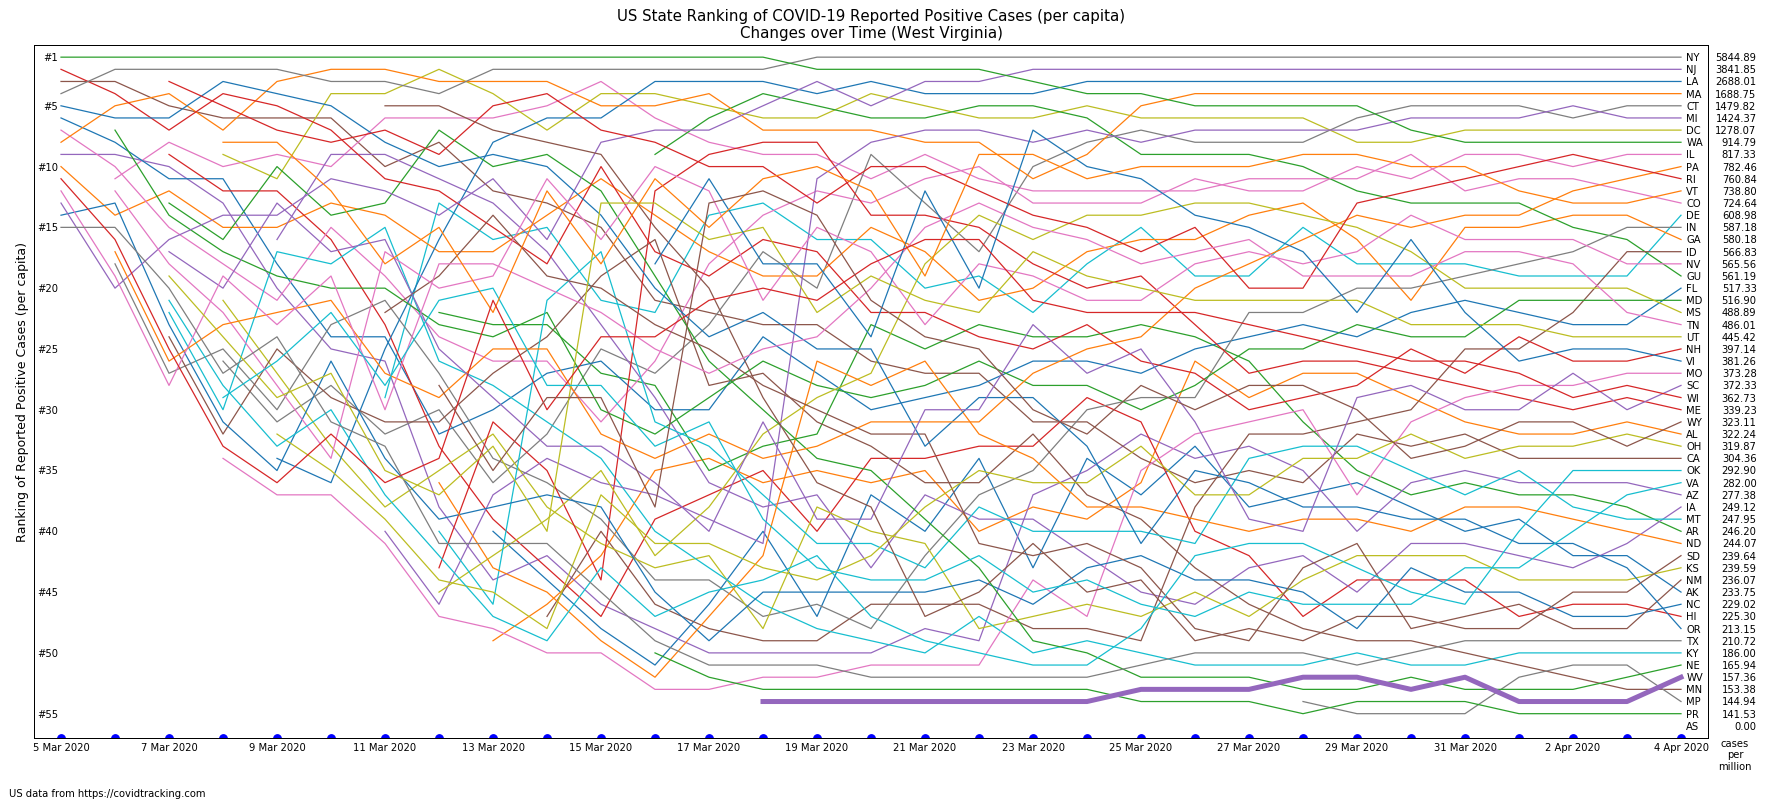 US State Ranking of COVID-19 Reported Positive Cases (per capita)
Changes over Time (West Virginia)
Ranking of Reported Positive Cases (per capita)
#1
#5
#10
#15
#20
#25
#30
#35
#40
#45
#50
#55
NY 5844.89
NJ 3841.85
LA 2688.01
MA 1688.75
CT 1479.82
MI 1424.37
DC 1278.07
WA 914.79
IL 817.33
PA 782.46
RI 760.84
VT 738.80
CO 724.64
DE 608.98
IN 587.18
GA 580.18
ID 566.83
NV 565.56
GU 561.19
FL 517.33
MD 516.90
MS 488.89
TN 486.01
UT 445.42
NH 397.14
VI 381.26
MO 373.28
SC 372.33
WI 362.73
ME 339.23
WY 323.11
AL 322.24
OH 319.87
CA 304.36
OK 292.90
VA 282.00
AZ 277.38
IA 249.12
MT 247.95
AR 246.20
ND 244.07
SD 239.64
KS 239.59
NM 236.07
AK 233.75
NC 229.02
HI 225.30
OR 213.15
TX 210.72
KY 186.00
NE 165.94
WV 157.36
MN 153.38
MP 144.94
PR 141.53
AS 0.00
5 Mar 2020 7 Mar 2020 9 Mar 2020 11 Mar 2020 13 Mar 2020 15 Mar 2020 17 Mar 2020 19 Mar 2020 21 Mar 2020 23 Mar 2020 25 Mar 2020 27 Mar 2020 29 Mar 2020 31 Mar 2020 2 Apr 2020 4 Apr 2020
cases
per
million
US data from https://covidtracking.com